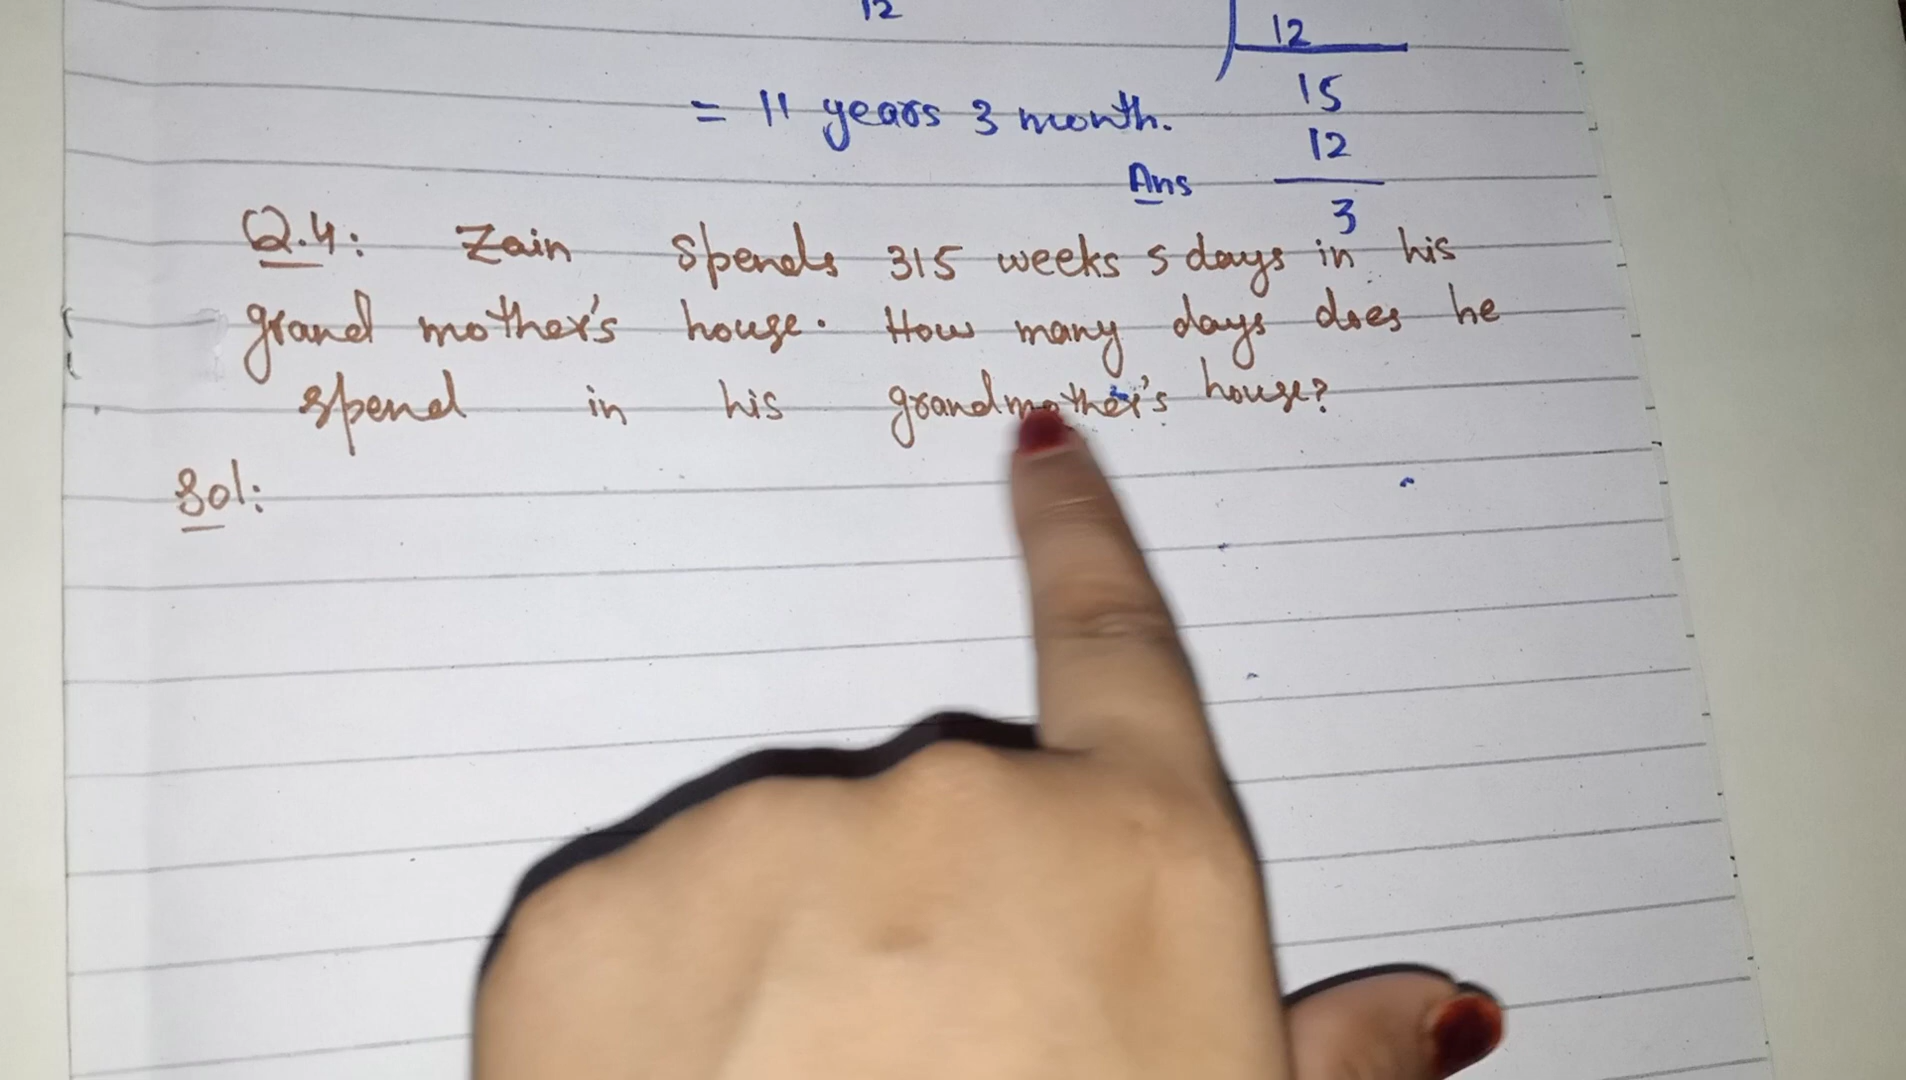 12
12
15
= 11 years 3 month.
12
Ans
3
Q.4: Zain spends 315 weeks 5 days in his
grand mother's house. How many days does he
spend in his grandmother's house?
Sol: